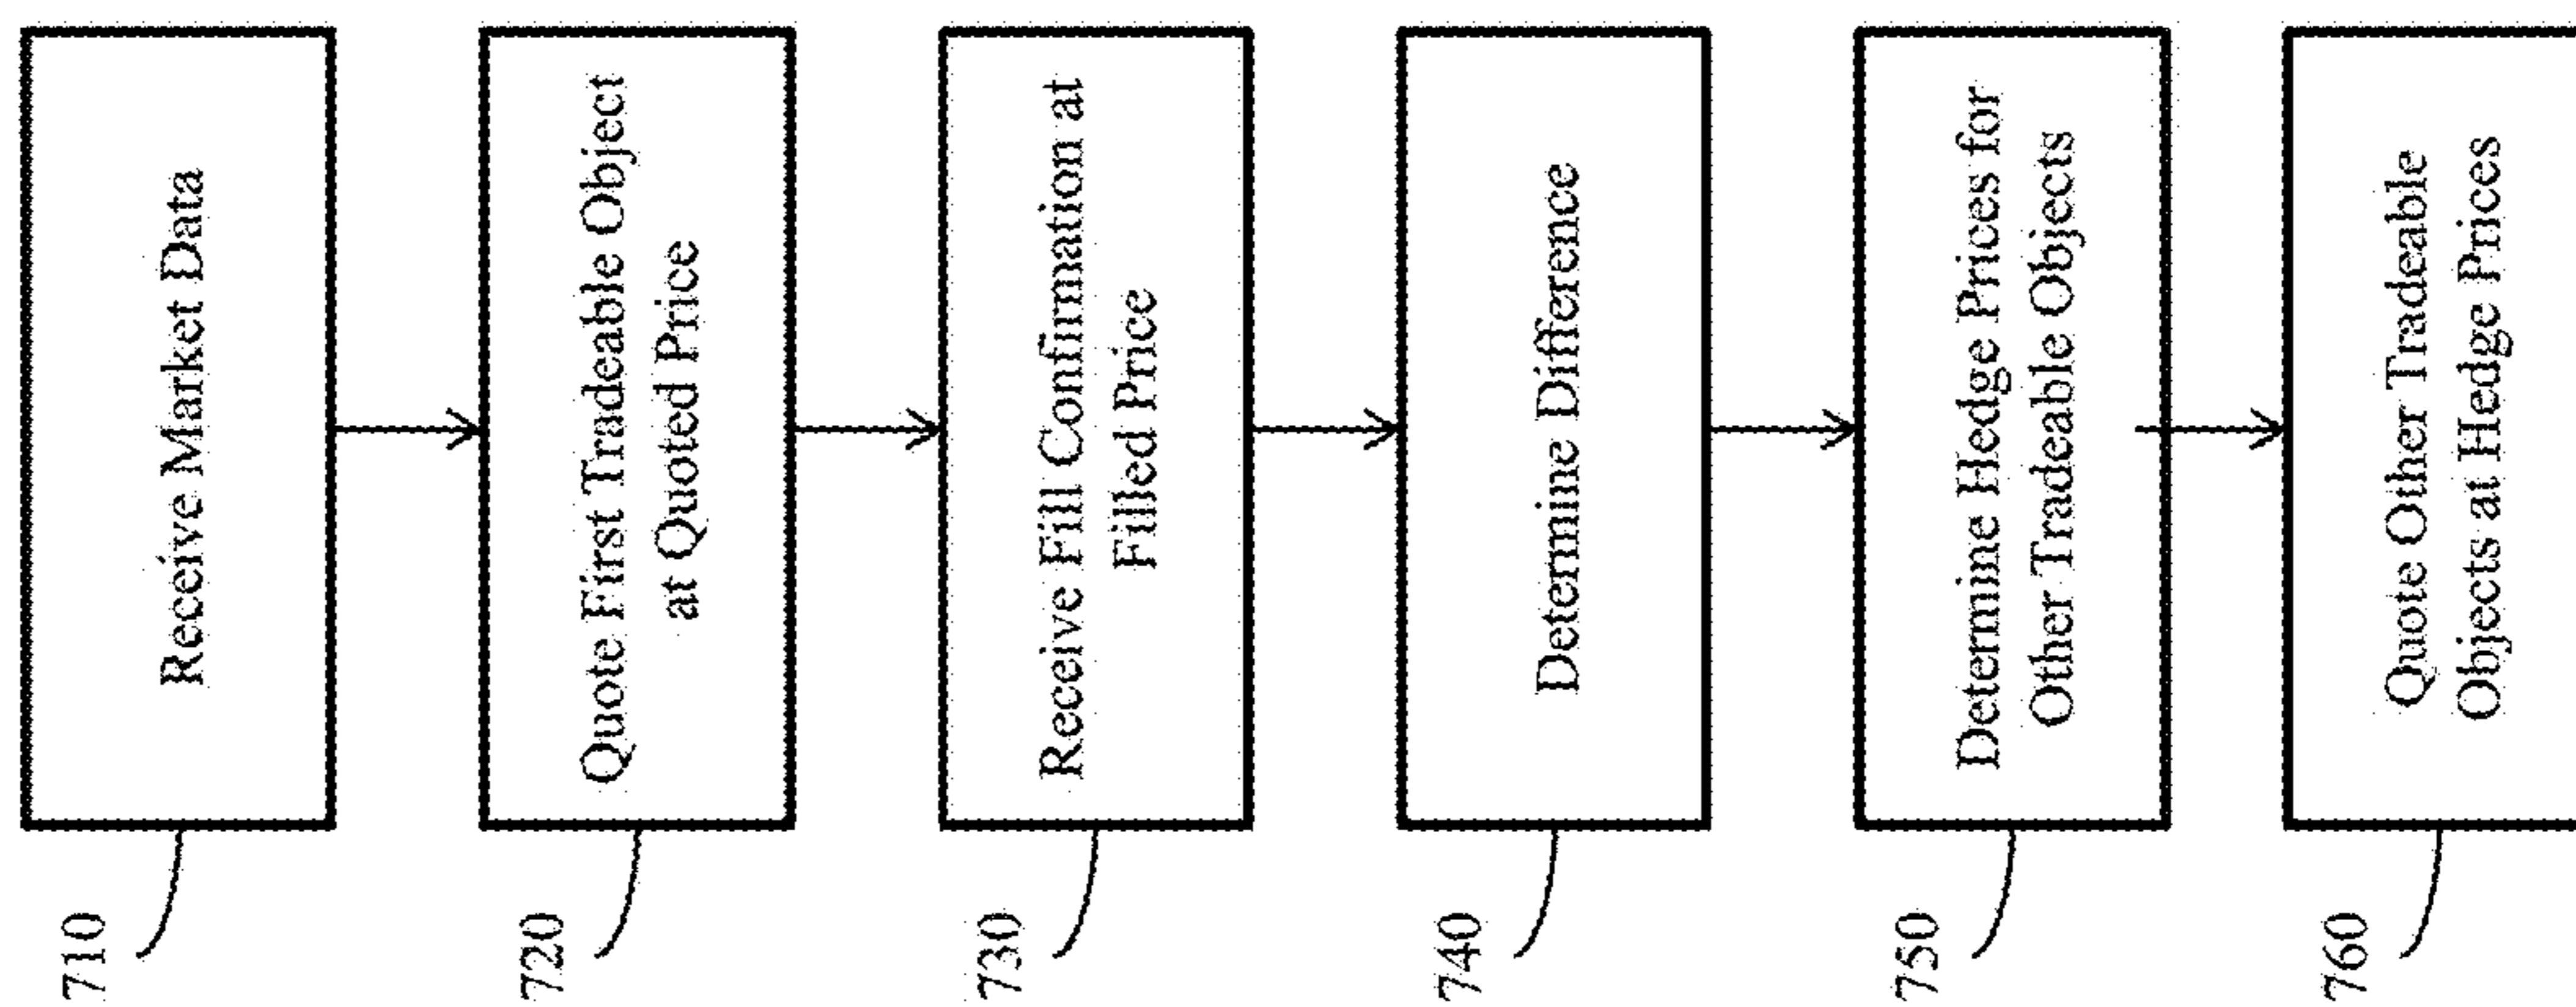 710
Receive Market Data
720
Quote First Tradeable Object
at Quoted Price
730
Receive Fill Confirmation at
Filled Price
740
Determine Difference
750
Determine Hedge Prices for
Other Tradeable Objects
760
Quote Other Tradeable
Objects at Hedge Prices